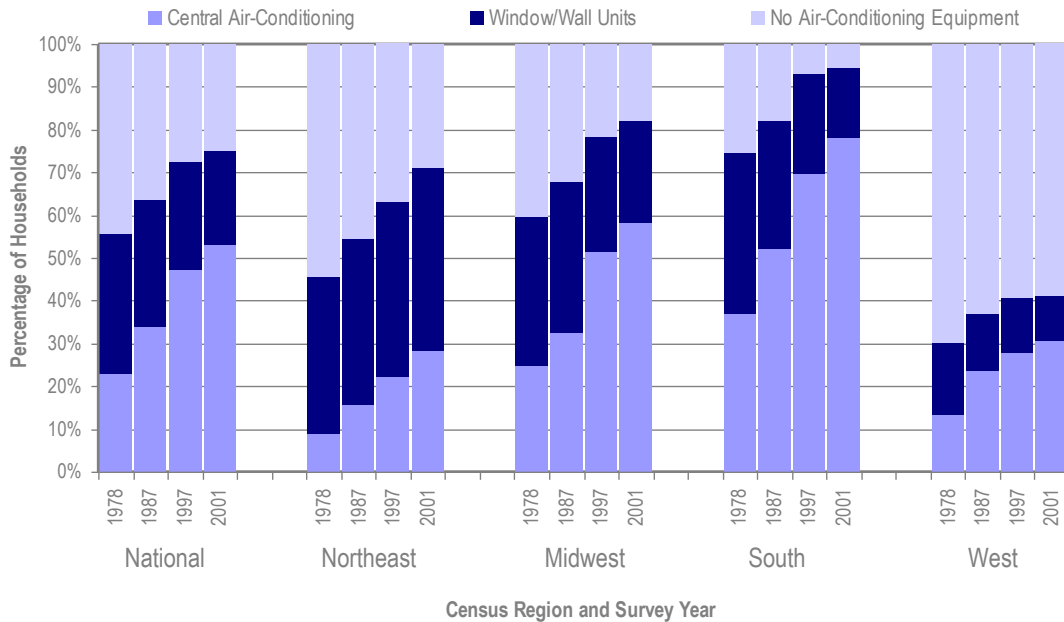 Central Air-Conditioning Window/Wall Units No Air-Conditioning Equipment
100%
90%
80%
70%
60%
50%
40%
30%
20%
10%
0%
Percentage of Households
1978 1987 1997 2001 1978 1987 1997 2001 1978 1987 1997 2001 1978 1987 1997 2001 1978 1987 1997 2001
National Northeast Midwest South West
Census Region and Survey Year